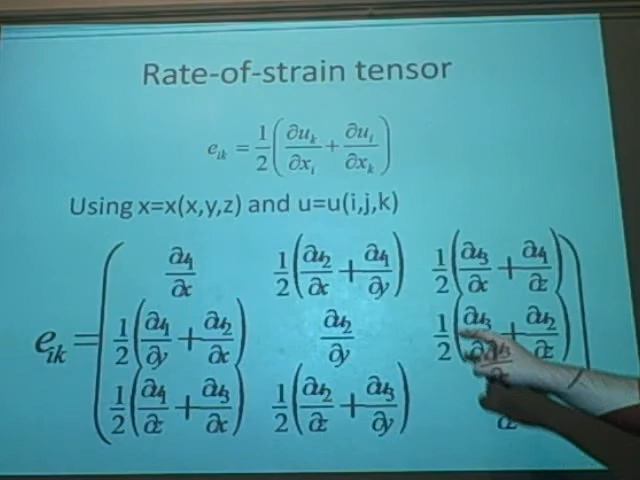 Rate-of-strain tensor
e_ik = 1/2 (∂u_k/∂x_i + ∂u_i/∂x_k)
Using x=x(x,y,z) and u=u(i,j,k)
∂u_1/∂x 1/2 (∂u_2/∂x + ∂u_1/∂y) 1/2 (∂u_3/∂x + ∂u_1/∂z)
e_ik = 1/2 (∂u_1/∂y + ∂u_2/∂x) ∂u_2/∂y 1/2 (∂u_3/ + ∂u_2/∂z)
1/2 (∂u_1/∂z + ∂u_3/∂x) 1/2 (∂u_2/∂z + ∂u_3/∂y)